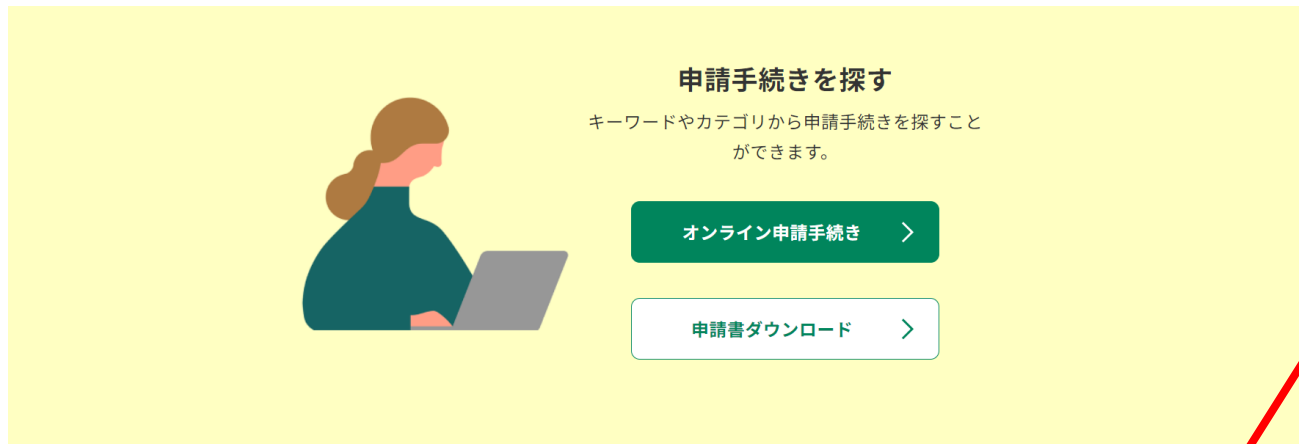 申請手続きを探す
キーワードやカテゴリから申請手続きを探すこと
ができます。
オンライン申請手続き
申請書ダウンロード